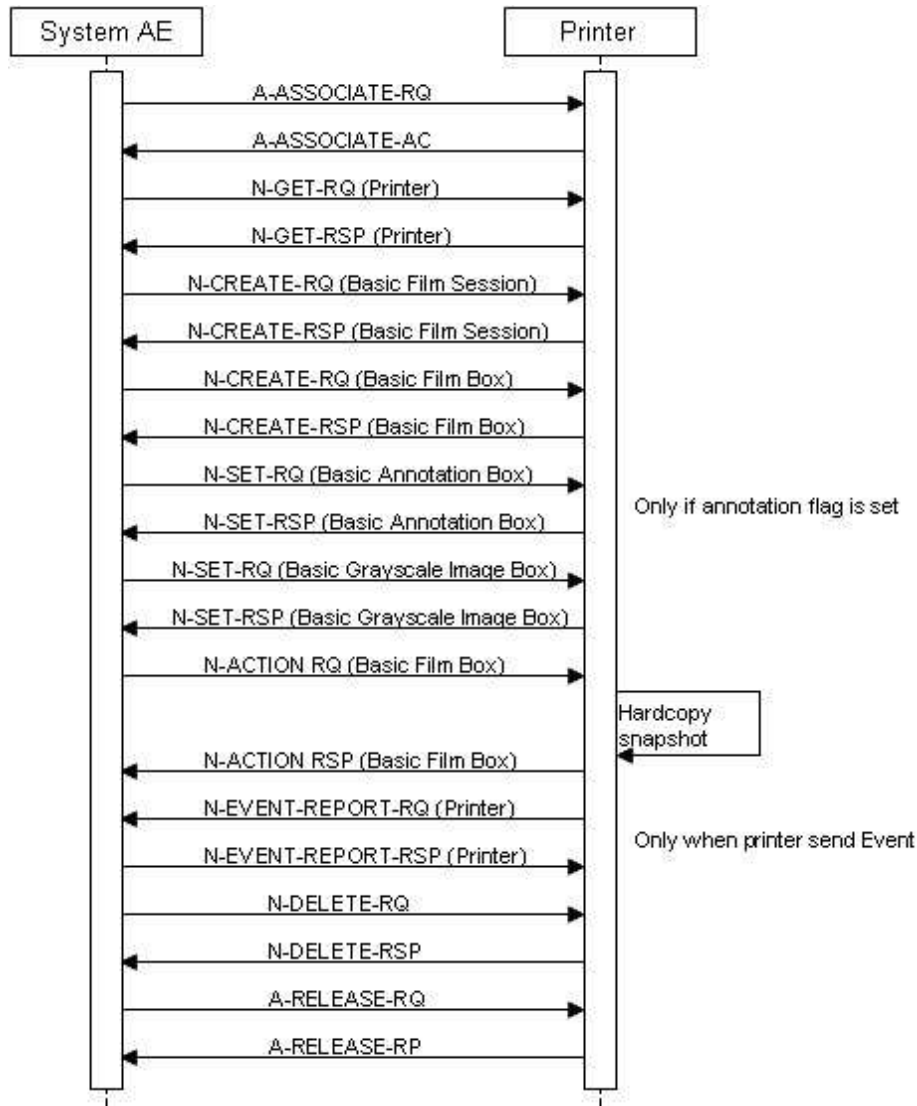 System AE
Printer
A-ASSOCIATE-RQ
A-ASSOCIATE-AC
N-GET-RQ (Printer)
N-GET-RSP (Printer)
N-CREATE-RQ (Basic Film Session)
N-CREATE-RSP (Basic Film Session)
N-CREATE-RQ (Basic Film Box)
N-CREATE-RSP (Basic Film Box)
N-SET-RQ (Basic Annotation Box)
Only if annotation flag is set
N-SET-RSP (Basic Annotation Box)
N-SET-RQ (Basic Grayscale Image Box)
N-SET-RSP (Basic Grayscale Image Box)
N-ACTION RQ (Basic Film Box)
Hardcopy
snapshot
N-ACTION RSP (Basic Film Box)
N-EVENT-REPORT-RQ (Printer)
Only when printer send Event
N-EVENT-REPORT-RSP (Printer)
N-DELETE-RQ
N-DELETE-RSP
A-RELEASE-RQ
A-RELEASE-RP